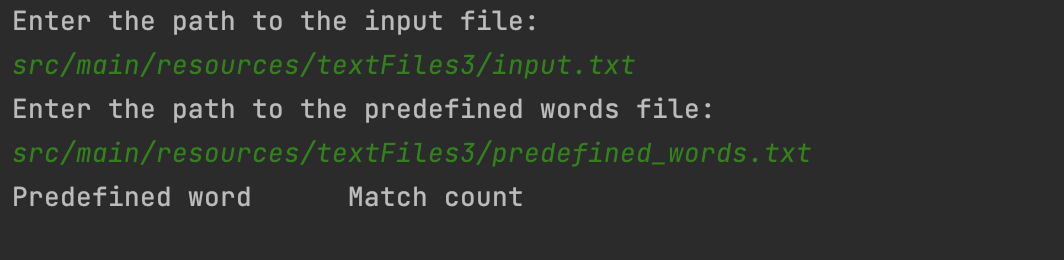 Enter the path to the input file:
src/main/resources/textFiles3/input.txt
Enter the path to the predefined words file:
src/main/resources/textFiles3/predefined_words.txt
Predefined word      Match count